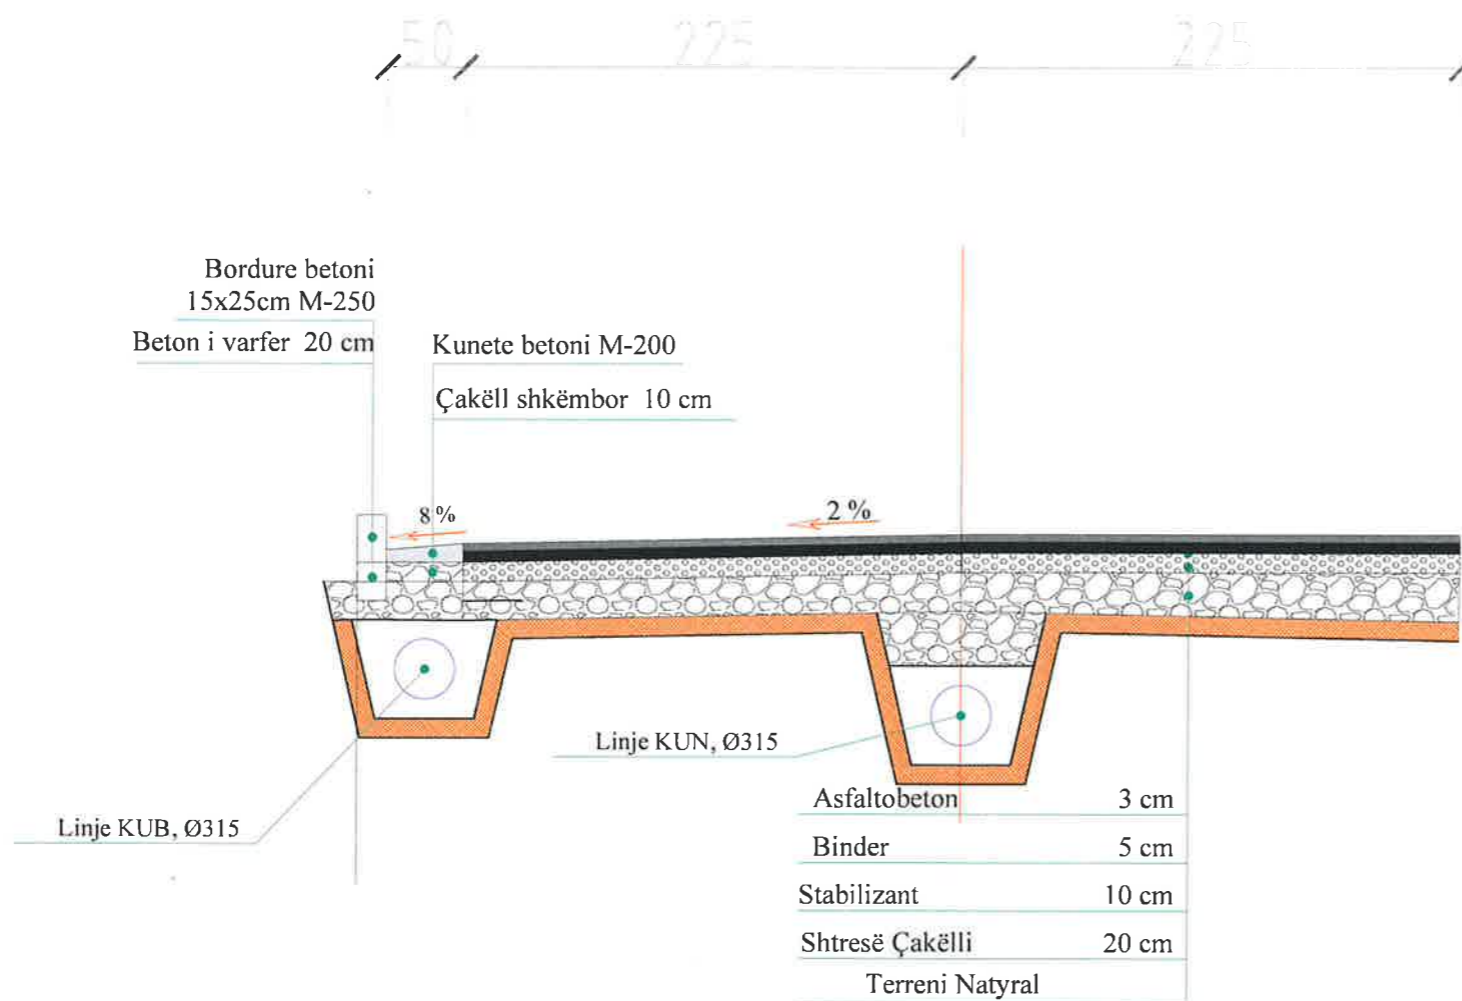 50 225 225
Bordure betoni
15x25cm M-250
Beton i varfer 20 cm
Kunete betoni M-200
Çakëll shkëmbor 10 cm
8%
2 %
Linje KUN, Ø315
Linje KUB, Ø315
Asfaltobeton 3 cm
Binder 5 cm
Stabilizant 10 cm
Shtresë Çakëlli 20 cm
Terreni Natyral